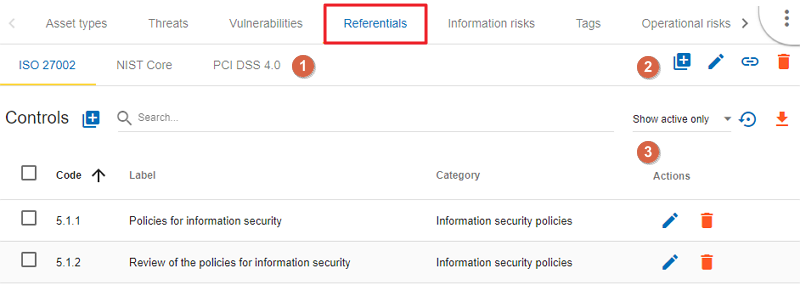 Asset types Threats Vulnerabilities Referentials Information risks Tags Operational risks
ISO 27002 NIST Core PCI DSS 4.0 1 2
Controls Search... Show active only
3
Code Label Category Actions
5.1.1 Policies for information security Information security policies
5.1.2 Review of the policies for information security Information security policies